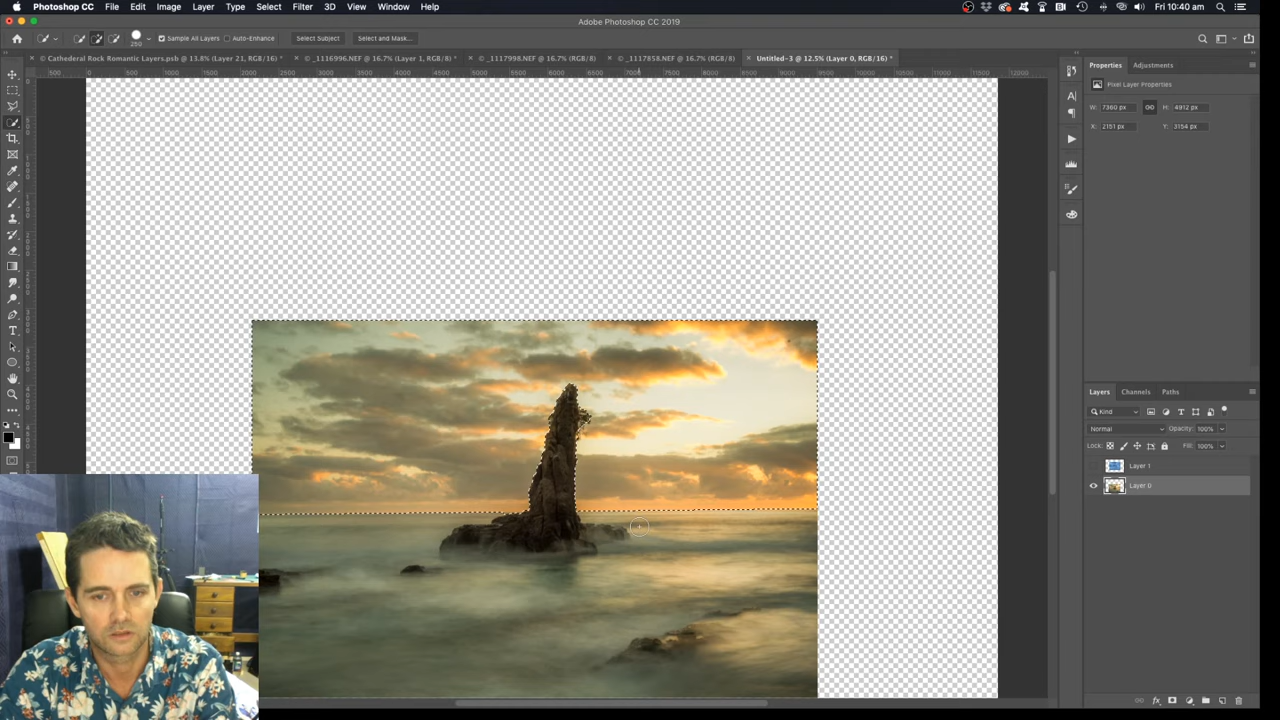 Photoshop CC File Edit Image Layer Type Select Filter 3D View Window Help Fri 10:40 am
Adobe Photoshop CC 2019
250 Sample All Layers Auto-Enhance Select Subject Select and Mask...
© Cathederal Rock Romantic Layers.psb @ 13.8% (Layer 21, RGB/16) * © _1116996.NEF @ 16.7% (Layer 1, RGB/8) * © _1117998.NEF @ 16.7% (RGB/8) © _1117858.NEF @ 16.7% (RGB/8) Untitled-3 @ 12.5% (Layer 0, RGB/16) *
Properties Adjustments
Pixel Layer Properties
W: 7360 px H: 4912 px
X: 2151 px Y: 3154 px
Layers Channels Paths
Kind
Normal Opacity: 100%
Lock: Fill: 100%
Layer 1
Layer 0